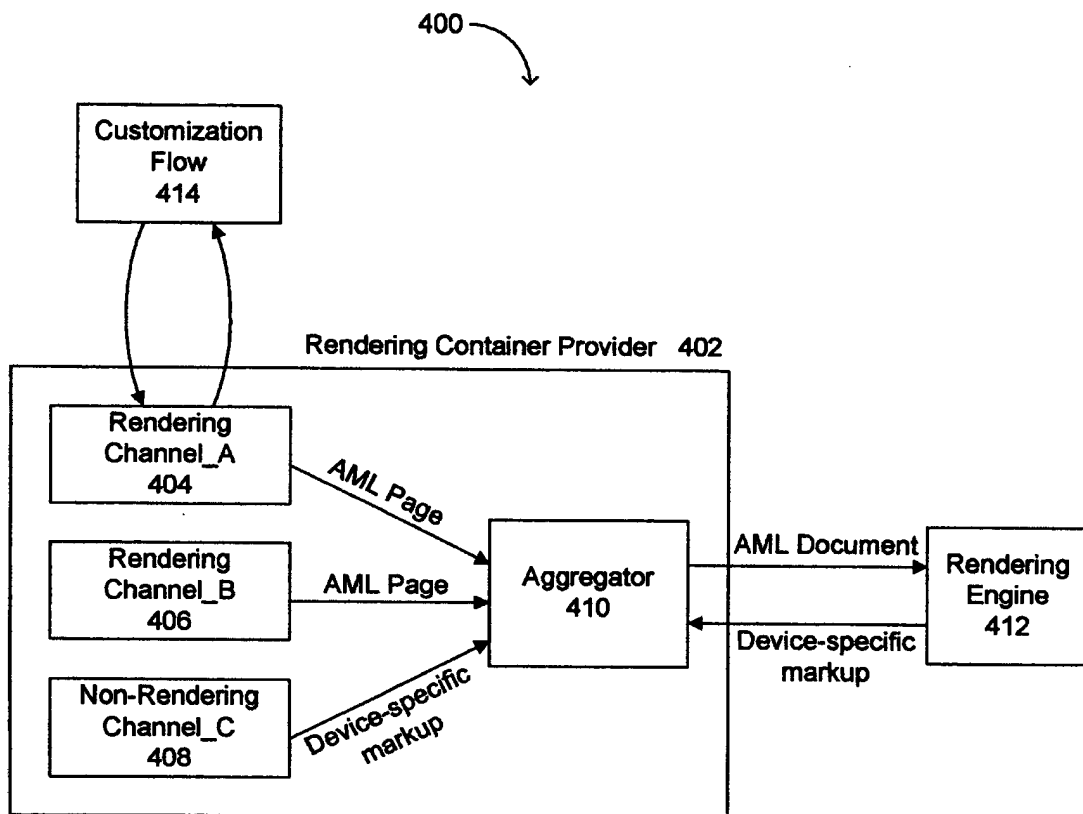 400
Customization
Flow
414
Rendering Container Provider 402
Rendering
Channel_A
404
AML Page
Rendering
Channel_B
406
AML Page
Non-Rendering
Channel_C
408
Device-specific
markup
Aggregator
410
AML Document
Device-specific
markup
Rendering
Engine
412